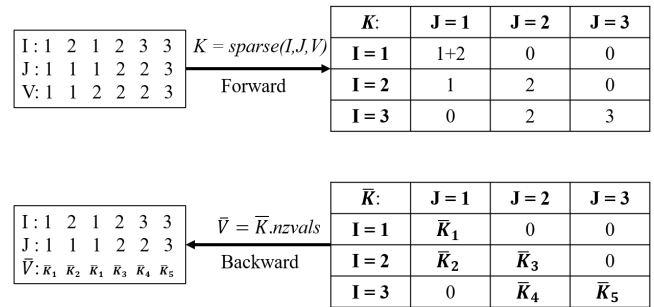 I : 1 2 1 2 3 3
J : 1 1 1 2 2 3
V: 1 1 2 2 2 3
K = sparse(I,J,V)
Forward
K: J = 1 J = 2 J = 3
I = 1 1+2 0 0
I = 2 1 2 0
I = 3 0 2 3
I : 1 2 1 2 3 3
J : 1 1 1 2 2 3
V̅: K̅₁ K̅₂ K̅₁ K̅₃ K̅₄ K̅₅
V̅ = K̅.nzvals
Backward
K̅: J = 1 J = 2 J = 3
I = 1 K̅₁ 0 0
I = 2 K̅₂ K̅₃ 0
I = 3 0 K̅₄ K̅₅